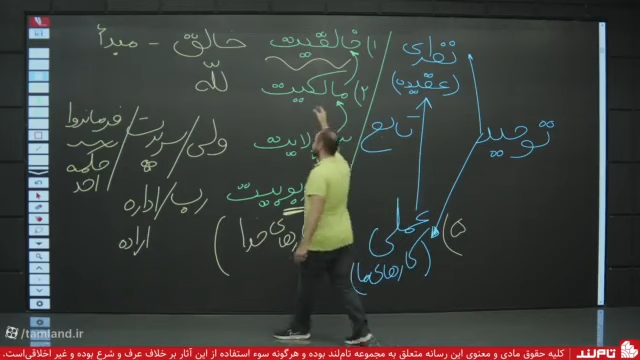 توحید
نظری
(عقیده)
تابع
عملی
(کارهای ما)
۵)
۱) خالقیت
خالق - مبدأ
۲) مالکیت
لله
ولی / سرپرست / فرمانروا
رب / اداره
اراده
خدا)
/tamland.ir
کلیه حقوق مادی و معنوی این رسانه متعلق به مجموعه تاملند بوده و هرگونه سوء استفاده از این آثار بر خلاف عرف و شرع بوده و غیر اخلاقی‌است.
تاملند